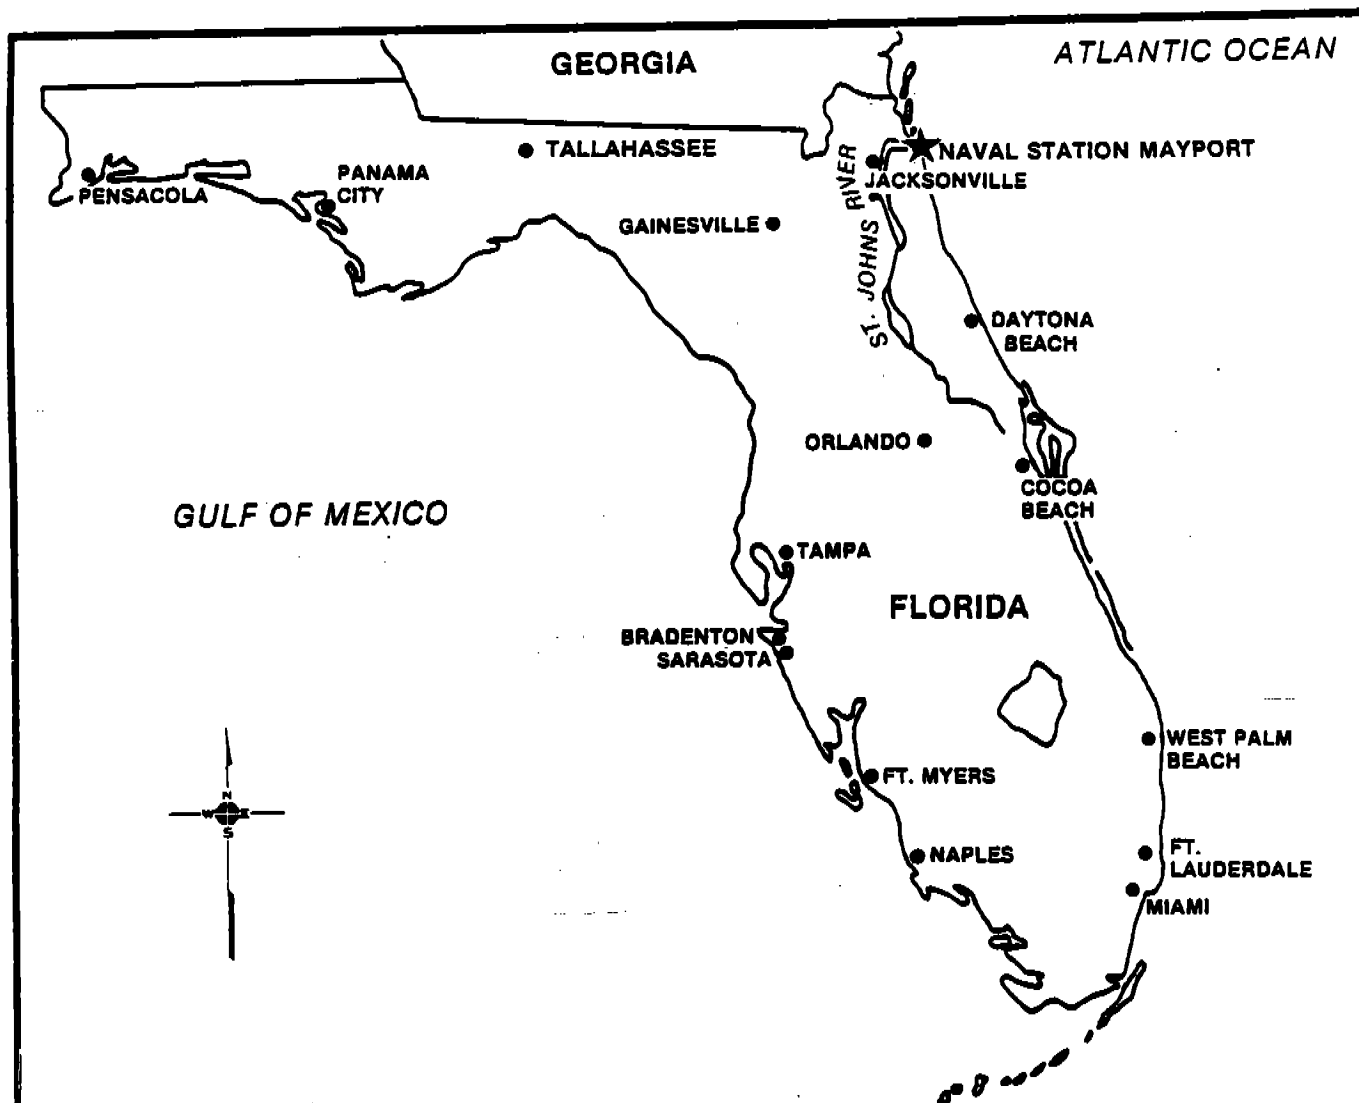 GEORGIA
ATLANTIC OCEAN
TALLAHASSEE
NAVAL STATION MAYPORT
PENSACOLA
PANAMA
CITY
JACKSONVILLE
ST. JOHNS RIVER
GAINESVILLE
DAYTONA
BEACH
ORLANDO
COCOA
BEACH
GULF OF MEXICO
TAMPA
FLORIDA
BRADENTON
SARASOTA
WEST PALM
BEACH
FT. MYERS
N
W E
S
NAPLES
FT.
LAUDERDALE
MIAMI